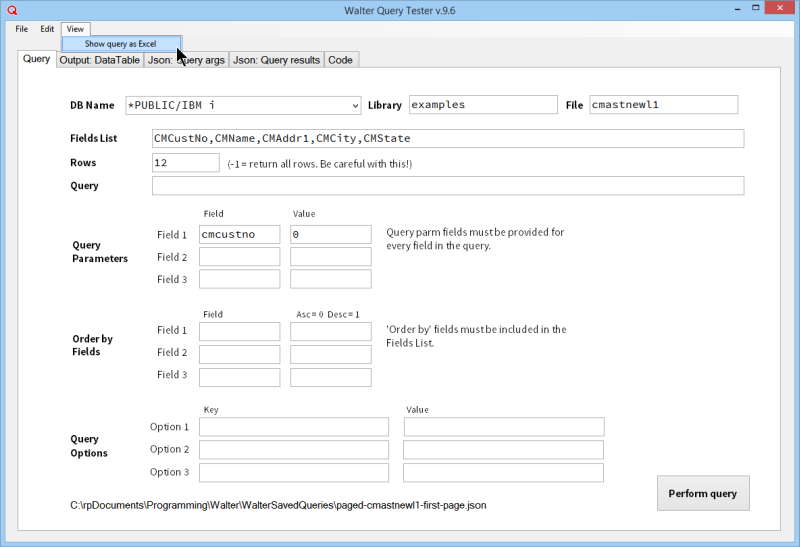 Walter Query Tester v.9.6
File Edit View
Show query as Excel
Query Output: DataTable Json: Query args Json: Query results Code
DB Name *PUBLIC/IBM i Library examples File cmastnewl1
Fields List CMCustNo,CMName,CMAddr1,CMCity,CMState
Rows 12 (-1 = return all rows. Be careful with this!)
Query
Field Value
Query Parameters
Field 1 cmcustno 0
Field 2
Field 3
Query parm fields must be provided for
every field in the query.
Field Asc = 0 Desc = 1
Order by
Fields
Field 1
Field 2
Field 3
'Order by' fields must be included in the
Fields List.
Key Value
Query
Options
Option 1
Option 2
Option 3
Perform query
C:\rpDocuments\Programming\Walter\WalterSavedQueries\paged-cmastnewl1-first-page.json